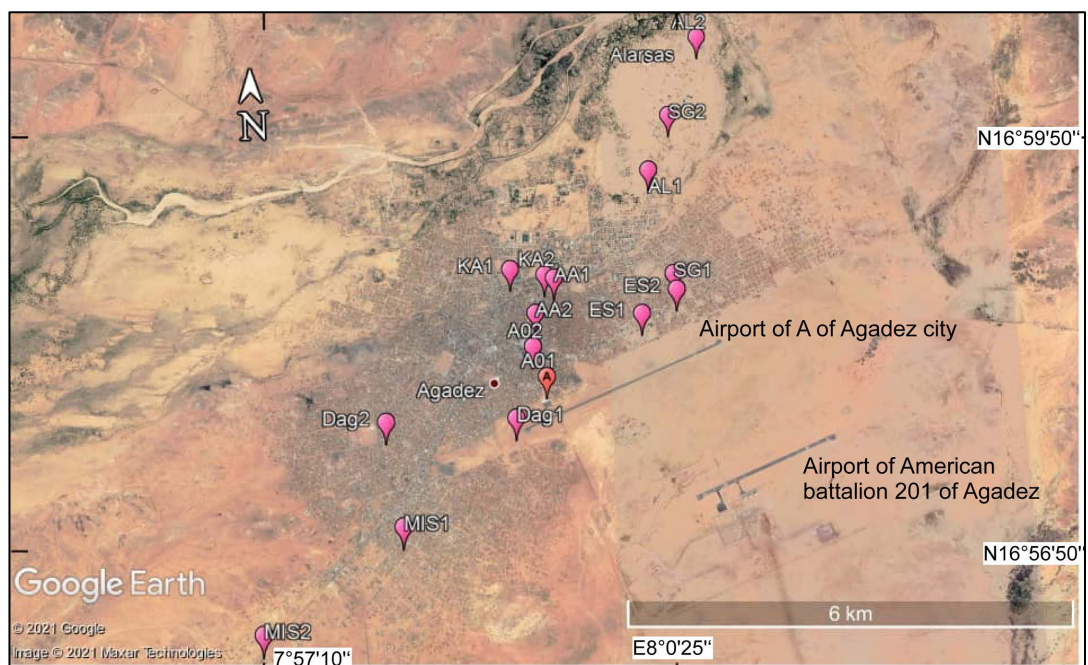 AL2
Alarsas
SG2
N16°59'50"
N
AL1
KA1
KA2
AA1
SG1
ES2
AA2
ES1
A02
Airport of A of Agadez city
A01
A
Agadez
Dag2
Dag1
Airport of American
battalion 201 of Agadez
MIS1
N16°56'50"
Google Earth
6 km
© 2021 Google
Image © 2021 Maxar Technologies
MIS2
7°57'10"
E8°0'25"